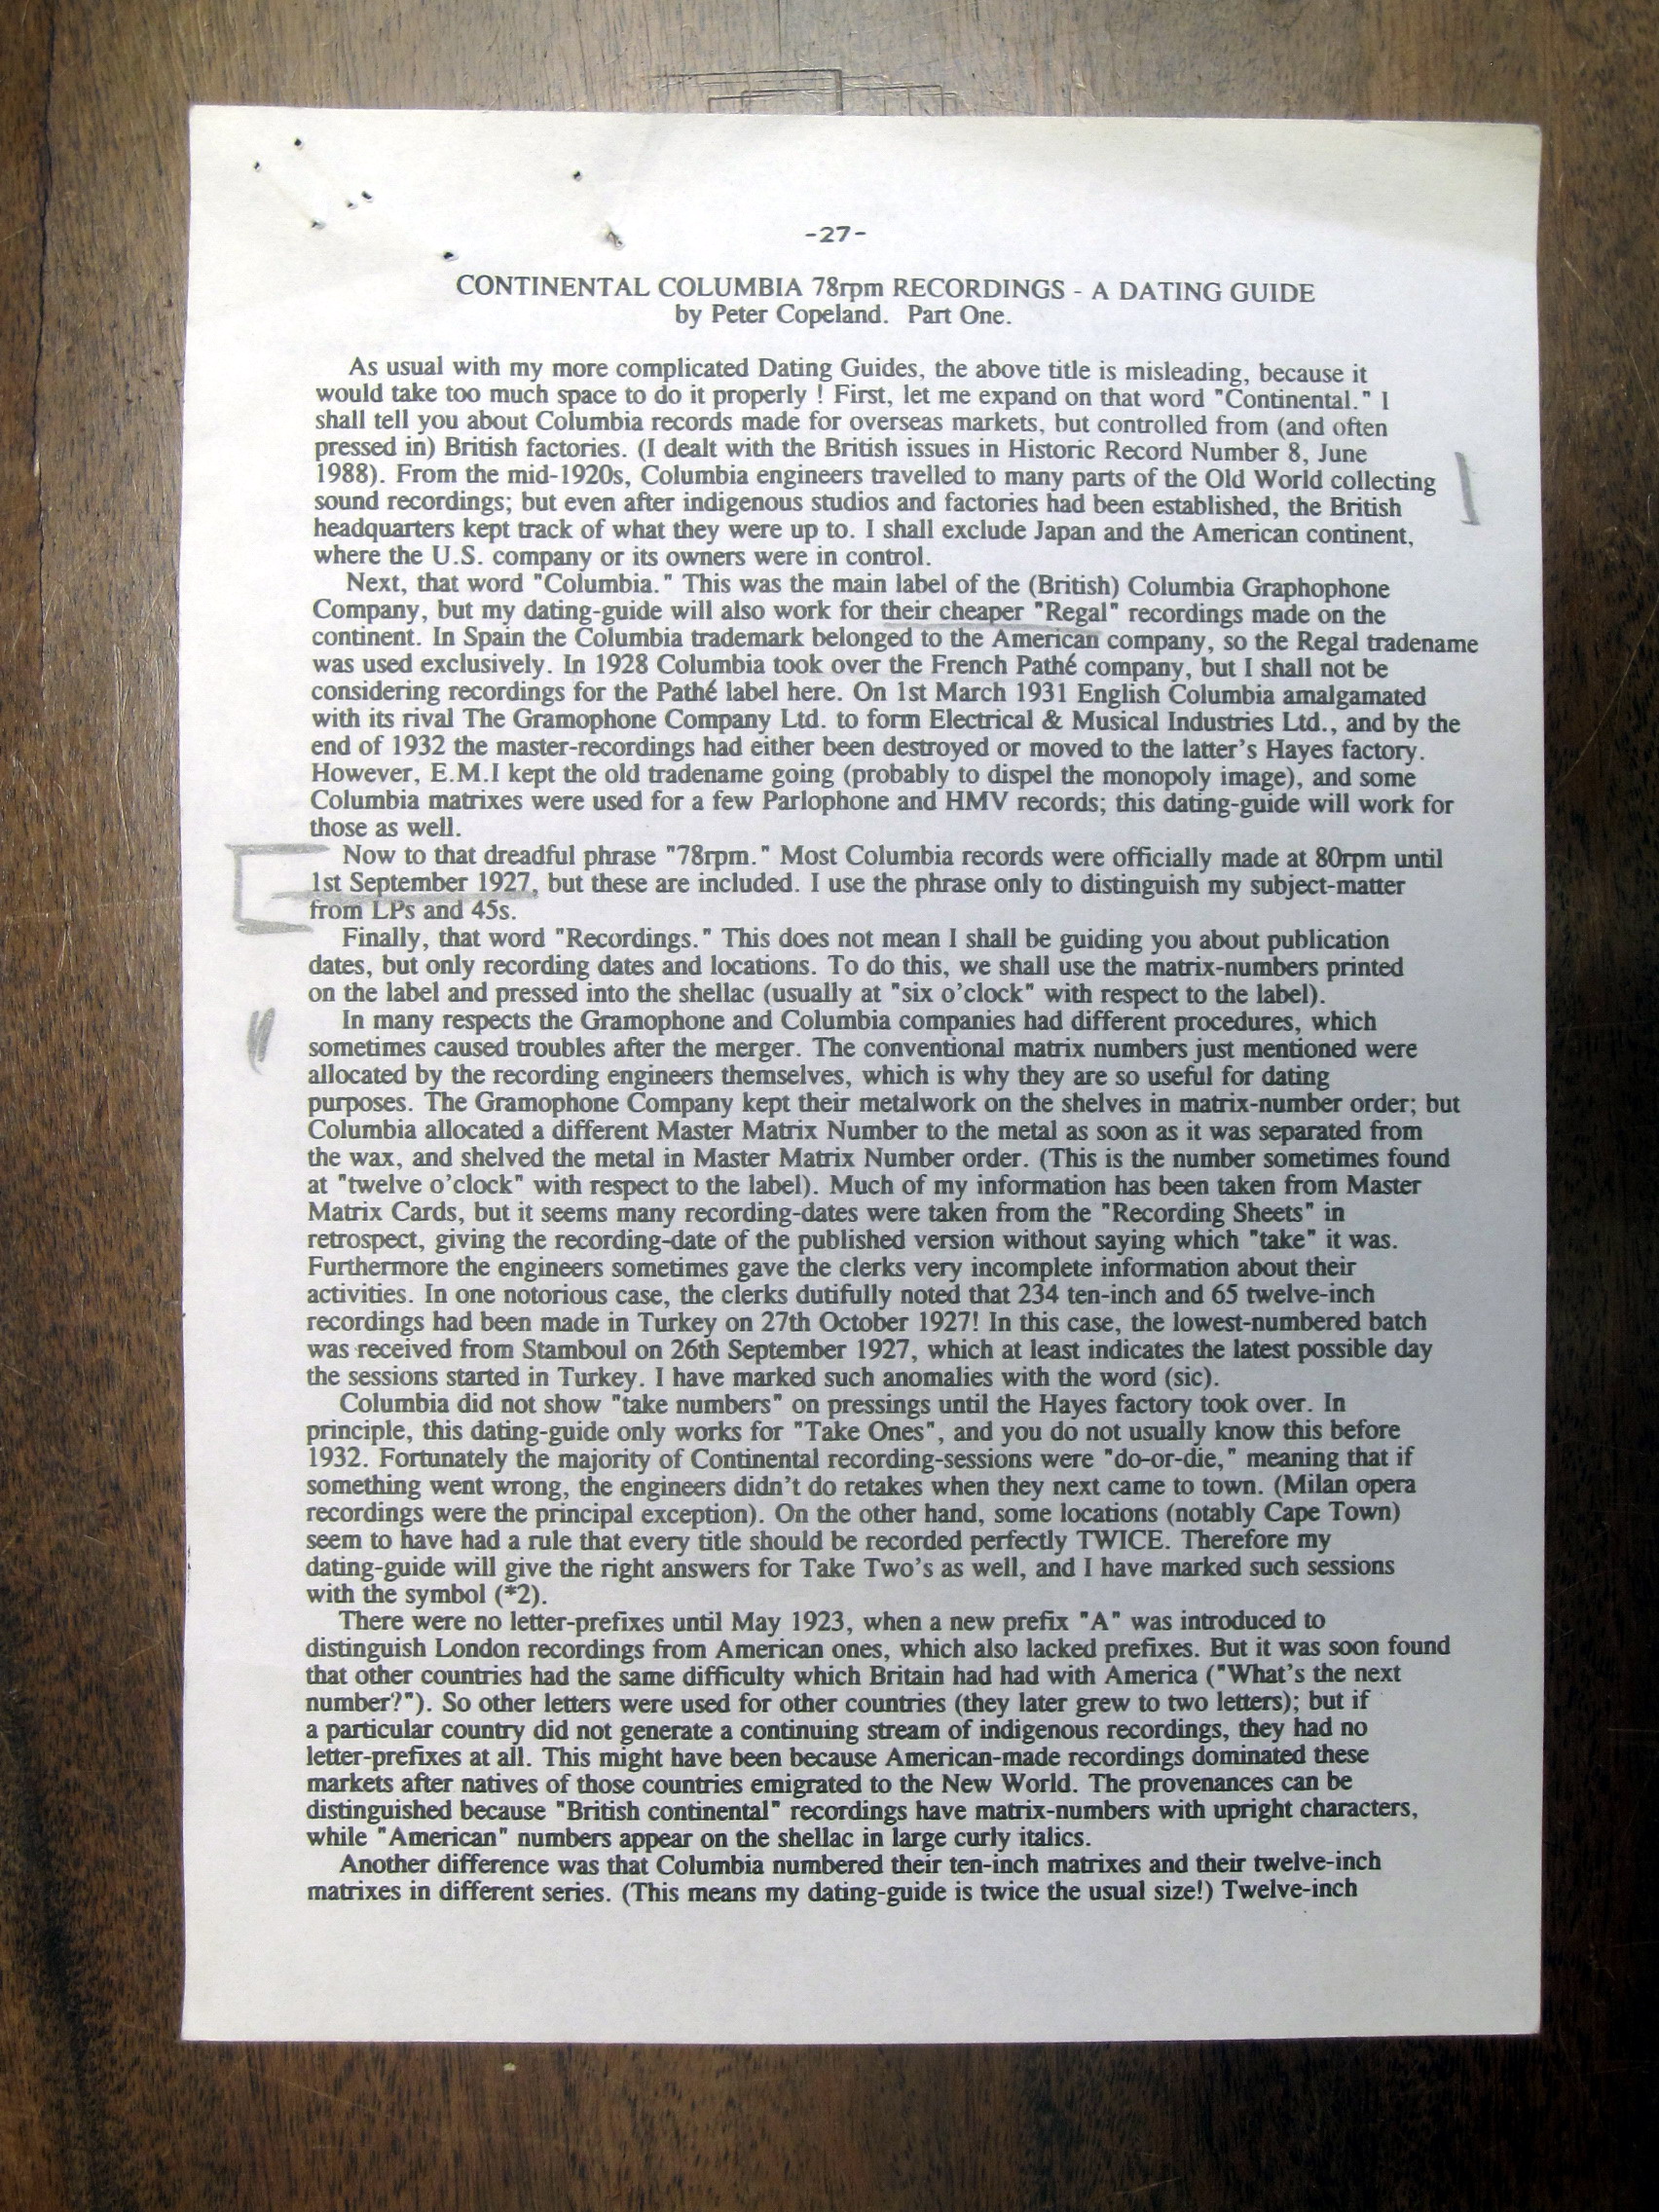 -27-
CONTINENTAL COLUMBIA 78rpm RECORDINGS - A DATING GUIDE
by Peter Copeland. Part One.
As usual with my more complicated Dating Guides, the above title is misleading, because it
would take too much space to do it properly ! First, let me expand on that word "Continental." I
shall tell you about Columbia records made for overseas markets, but controlled from (and often
pressed in) British factories. (I dealt with the British issues in Historic Record Number 8, June
1988). From the mid-1920s, Columbia engineers travelled to many parts of the Old World collecting
sound recordings; but even after indigenous studios and factories had been established, the British
headquarters kept track of what they were up to. I shall exclude Japan and the American continent,
where the U.S. company or its owners were in control.
Next, that word "Columbia." This was the main label of the (British) Columbia Graphophone
Company, but my dating-guide will also work for their cheaper "Regal" recordings made on the
continent. In Spain the Columbia trademark belonged to the American company, so the Regal tradename
was used exclusively. In 1928 Columbia took over the French Pathé company, but I shall not be
considering recordings for the Pathé label here. On 1st March 1931 English Columbia amalgamated
with its rival The Gramophone Company Ltd. to form Electrical & Musical Industries Ltd., and by the
end of 1932 the master-recordings had either been destroyed or moved to the latter's Hayes factory.
However, E.M.I kept the old tradename going (probably to dispel the monopoly image), and some
Columbia matrixes were used for a few Parlophone and HMV records; this dating-guide will work for
those as well.
Now to that dreadful phrase "78rpm." Most Columbia records were officially made at 80rpm until
1st September 1927, but these are included. I use the phrase only to distinguish my subject-matter
from LPs and 45s.
Finally, that word "Recordings." This does not mean I shall be guiding you about publication
dates, but only recording dates and locations. To do this, we shall use the matrix-numbers printed
on the label and pressed into the shellac (usually at "six o'clock" with respect to the label).
In many respects the Gramophone and Columbia companies had different procedures, which
sometimes caused troubles after the merger. The conventional matrix numbers just mentioned were
allocated by the recording engineers themselves, which is why they are so useful for dating
purposes. The Gramophone Company kept their metalwork on the shelves in matrix-number order; but
Columbia allocated a different Master Matrix Number to the metal as soon as it was separated from
the wax, and shelved the metal in Master Matrix Number order. (This is the number sometimes found
at "twelve o'clock" with respect to the label). Much of my information has been taken from Master
Matrix Cards, but it seems many recording-dates were taken from the "Recording Sheets" in
retrospect, giving the recording-date of the published version without saying which "take" it was.
Furthermore the engineers sometimes gave the clerks very incomplete information about their
activities. In one notorious case, the clerks dutifully noted that 234 ten-inch and 65 twelve-inch
recordings had been made in Turkey on 27th October 1927! In this case, the lowest-numbered batch
was received from Stamboul on 26th September 1927, which at least indicates the latest possible day
the sessions started in Turkey. I have marked such anomalies with the word (sic).
Columbia did not show "take numbers" on pressings until the Hayes factory took over. In
principle, this dating-guide only works for "Take Ones", and you do not usually know this before
1932. Fortunately the majority of Continental recording-sessions were "do-or-die," meaning that if
something went wrong, the engineers didn't do retakes when they next came to town. (Milan opera
recordings were the principal exception). On the other hand, some locations (notably Cape Town)
seem to have had a rule that every title should be recorded perfectly TWICE. Therefore my
dating-guide will give the right answers for Take Two's as well, and I have marked such sessions
with the symbol (*2).
There were no letter-prefixes until May 1923, when a new prefix "A" was introduced to
distinguish London recordings from American ones, which also lacked prefixes. But it was soon found
that other countries had the same difficulty which Britain had had with America ("What's the next
number?"). So other letters were used for other countries (they later grew to two letters); but if
a particular country did not generate a continuing stream of indigenous recordings, they had no
letter-prefixes at all. This might have been because American-made recordings dominated these
markets after natives of those countries emigrated to the New World. The provenances can be
distinguished because "British continental" recordings have matrix-numbers with upright characters,
while "American" numbers appear on the shellac in large curly italics.
Another difference was that Columbia numbered their ten-inch matrixes and their twelve-inch
matrixes in different series. (This means my dating-guide is twice the usual size!) Twelve-inch